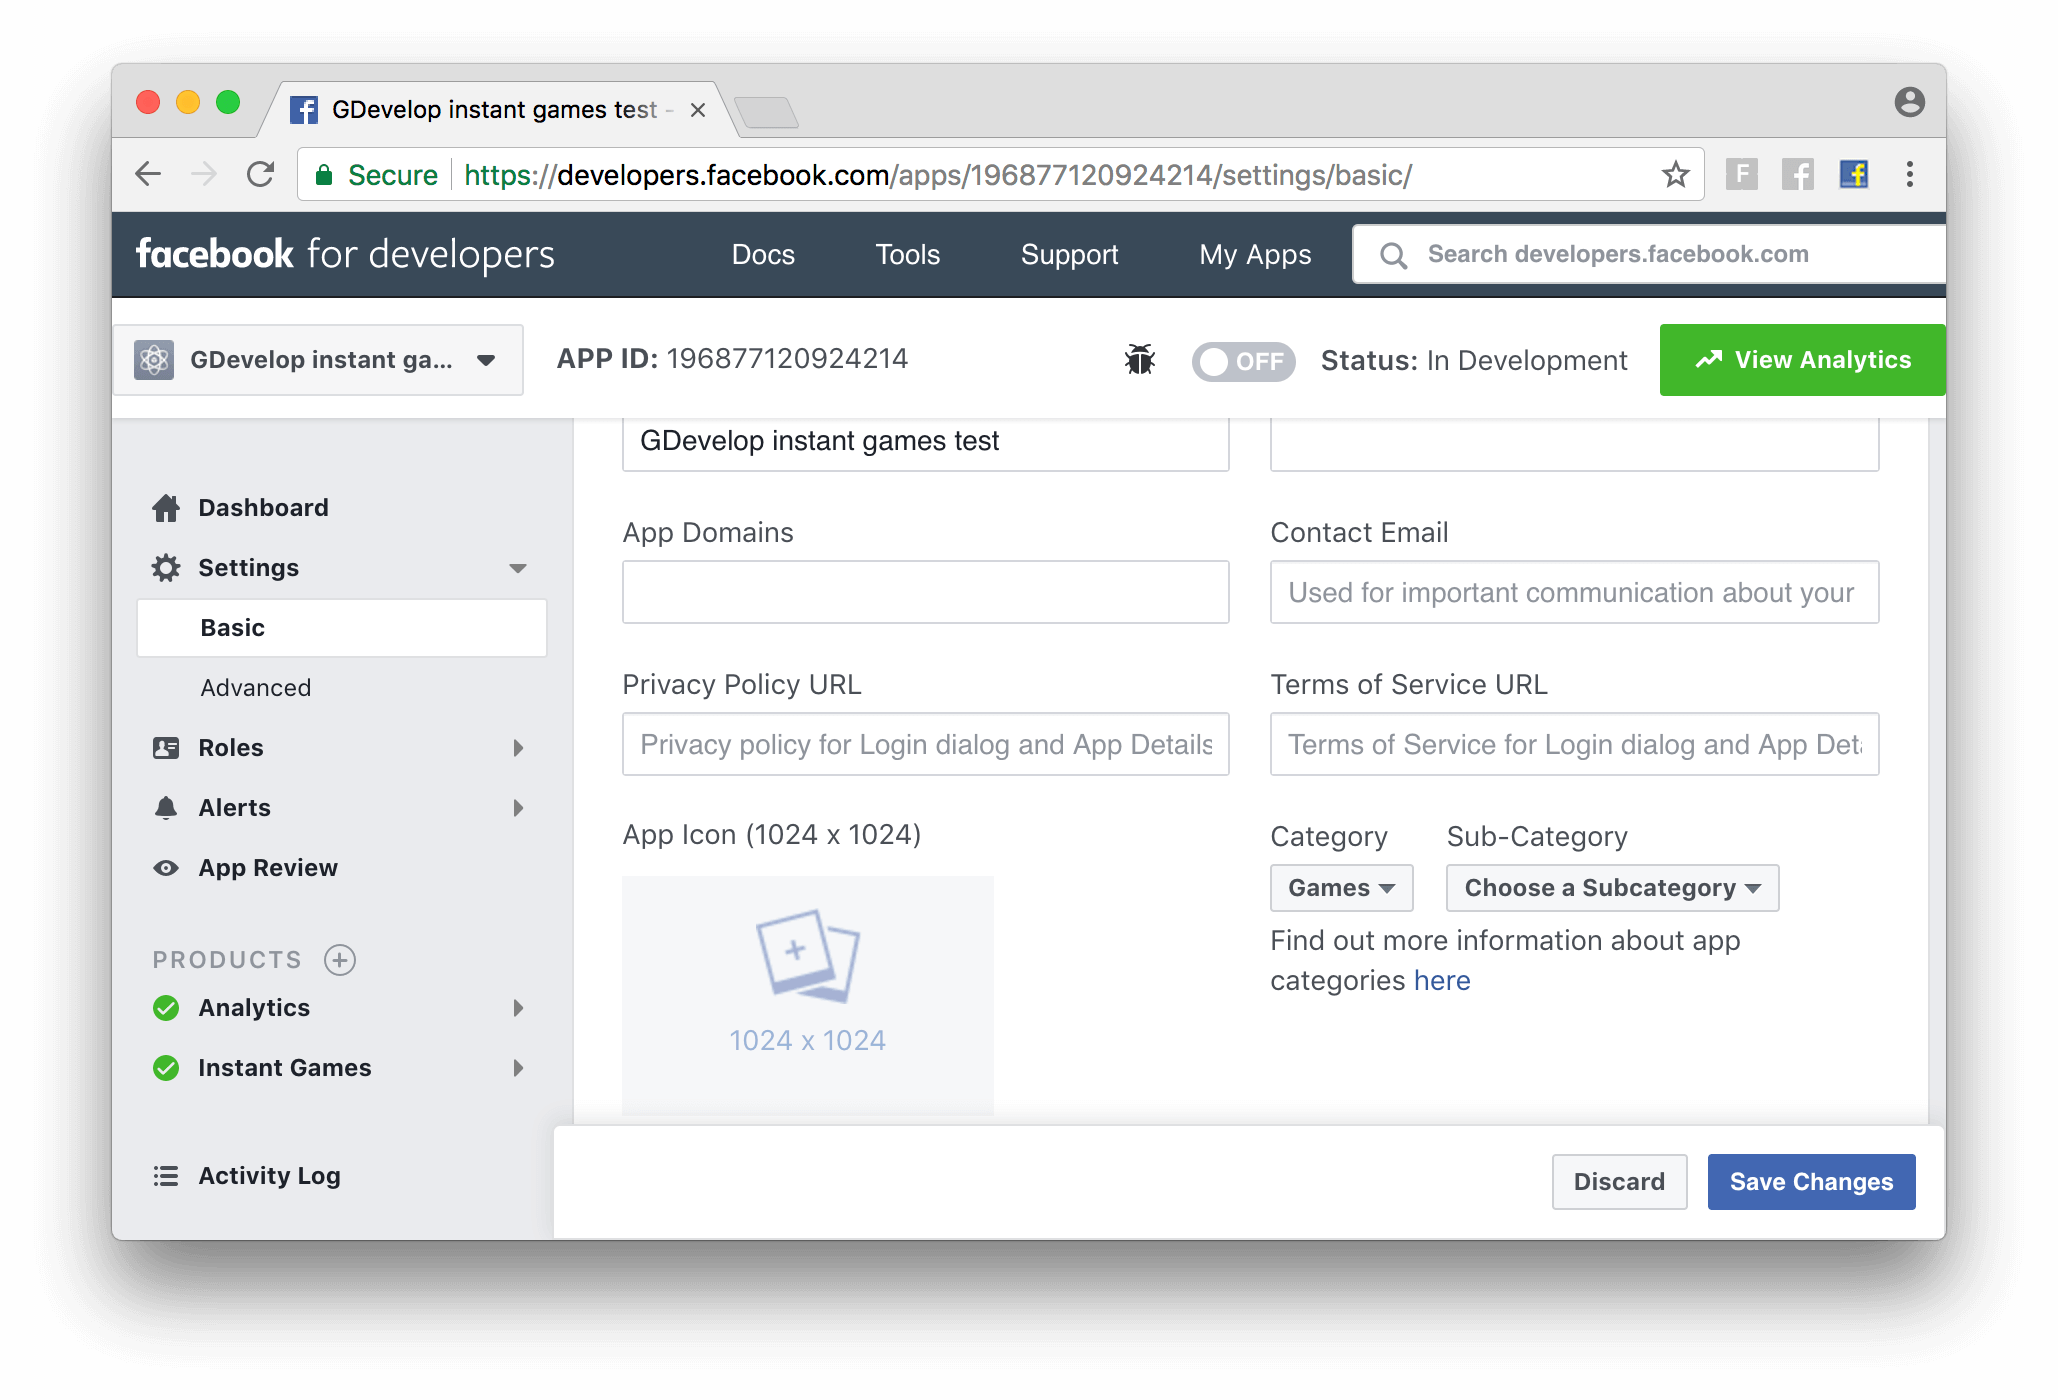 GDevelop instant games test -
Secure https://developers.facebook.com/apps/196877120924214/settings/basic/
F
facebook for developers Docs Tools Support My Apps Search developers.facebook.com
GDevelop instant ga... APP ID: 196877120924214 OFF Status: In Development View Analytics
GDevelop instant games test
Dashboard
Settings
Basic
Advanced
Roles
Alerts
App Review
PRODUCTS
Analytics
Instant Games
Activity Log
App Domains
Contact Email
Used for important communication about your
Privacy Policy URL
Privacy policy for Login dialog and App Details
Terms of Service URL
Terms of Service for Login dialog and App Det
App Icon (1024 x 1024)
1024 x 1024
Category Sub-Category
Games Choose a Subcategory
Find out more information about app
categories here
Discard Save Changes